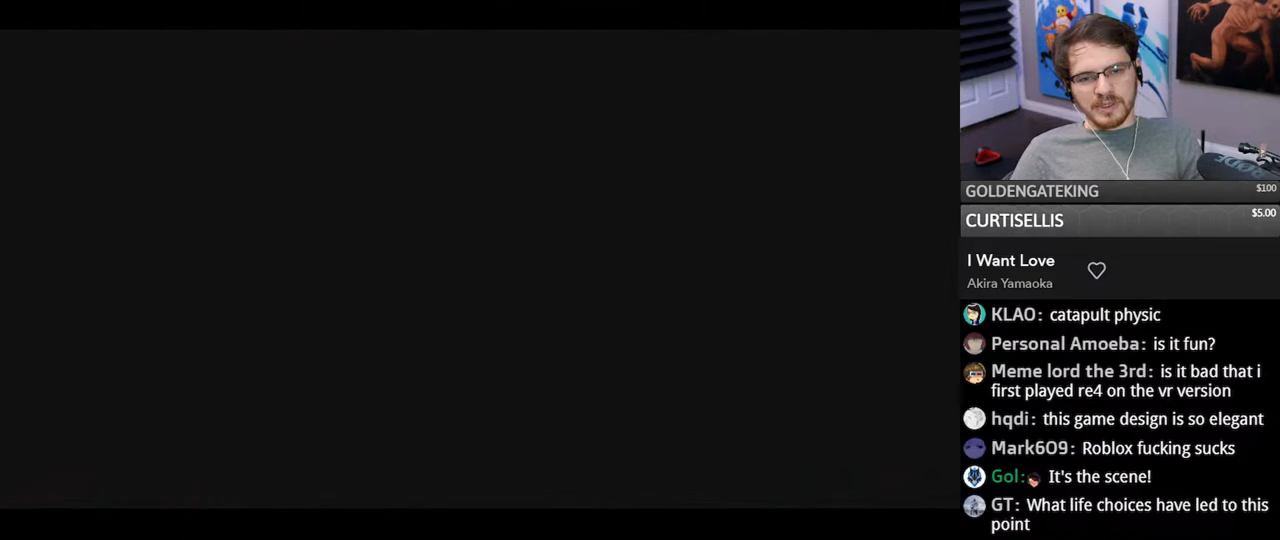 GOLDENGATEKING $100
CURTISELLIS $5.00
I Want Love
Akira Yamaoka
KLAO: catapult physic
Personal Amoeba: is it fun?
Meme lord the 3rd: is it bad that i
first played re4 on the vr version
hqdi: this game design is so elegant
Mark609: Roblox fucking sucks
Gol: It's the scene!
GT: What life choices have led to this
point
RODE